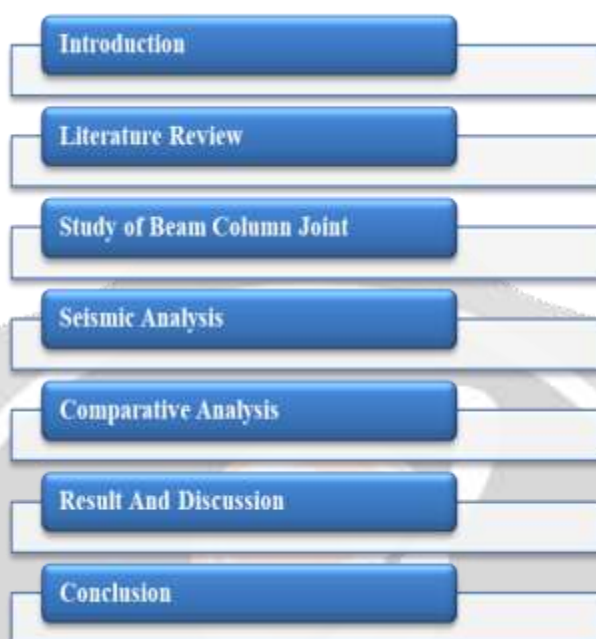 Introduction
Literature Review
Study of Beam Column Joint
Seismic Analysis
Comparative Analysis
Result And Discussion
Conclusion